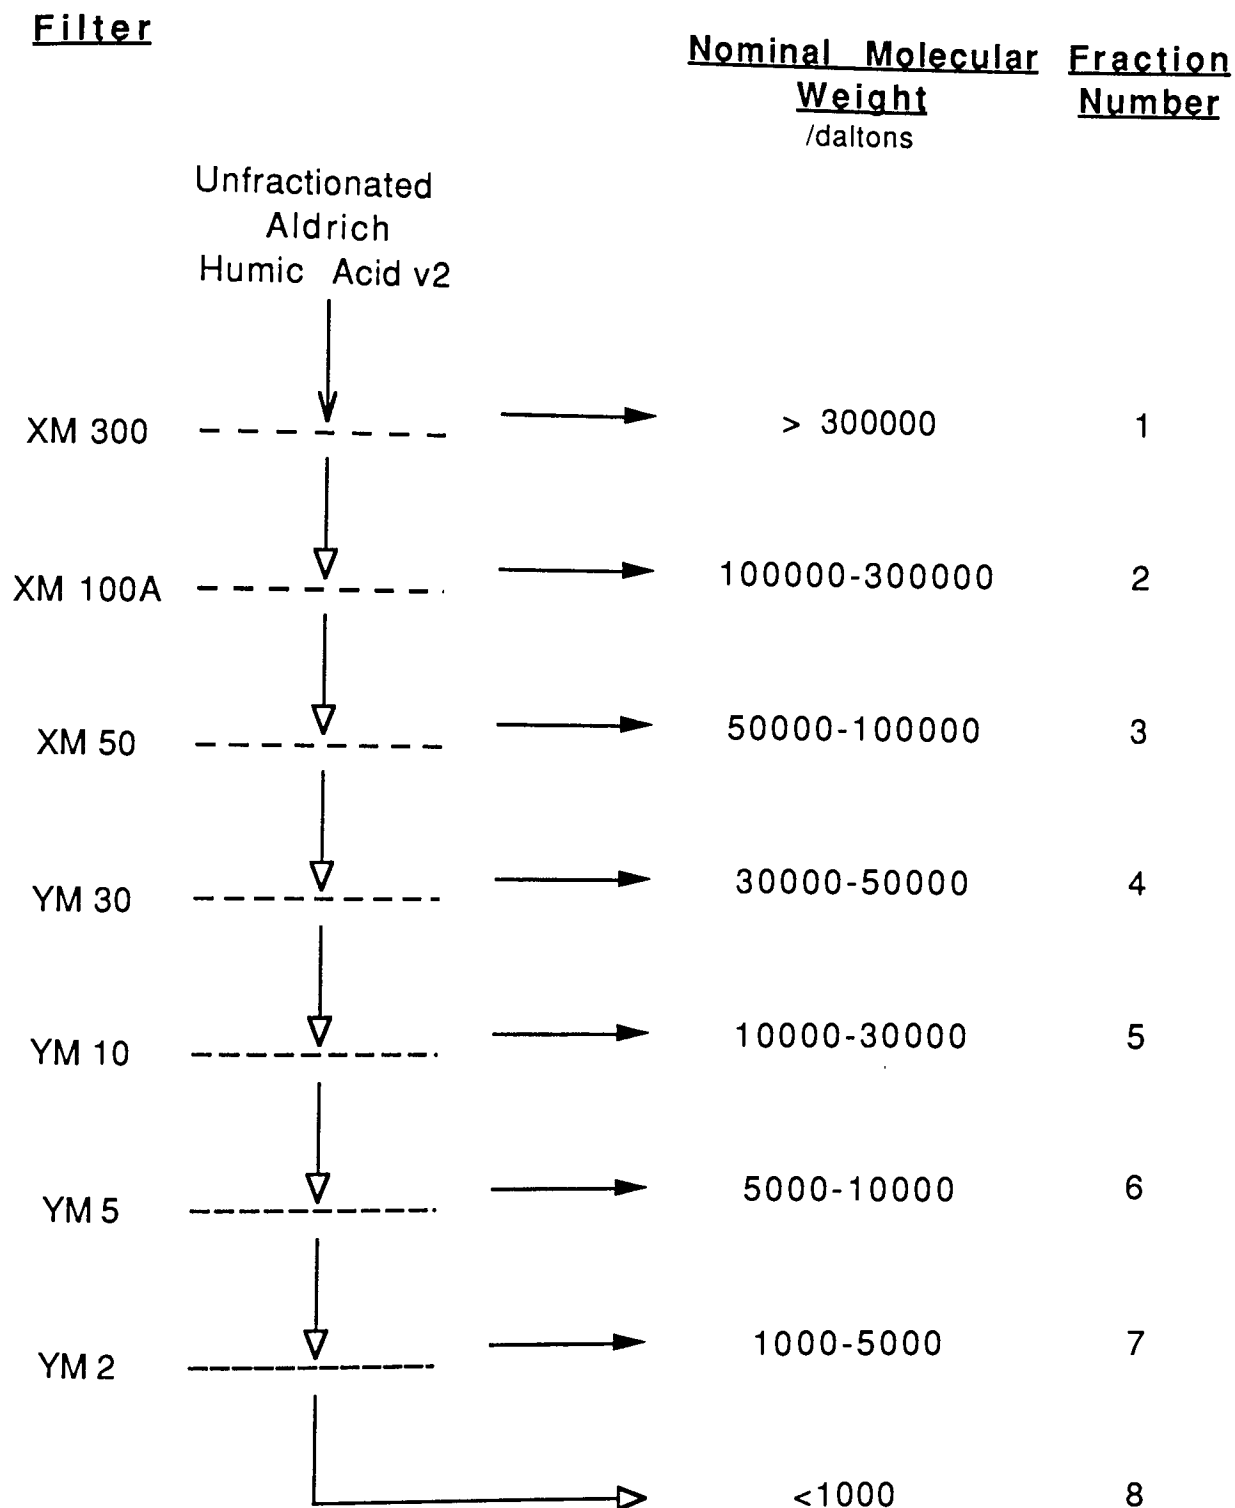 Filter
Nominal Molecular Weight
/daltons
Fraction Number
Unfractionated
Aldrich
Humic Acid v2
XM 300 > 300000 1
XM 100A 100000-300000 2
XM 50 50000-100000 3
YM 30 30000-50000 4
YM 10 10000-30000 5
YM 5 5000-10000 6
YM 2 1000-5000 7
<1000 8